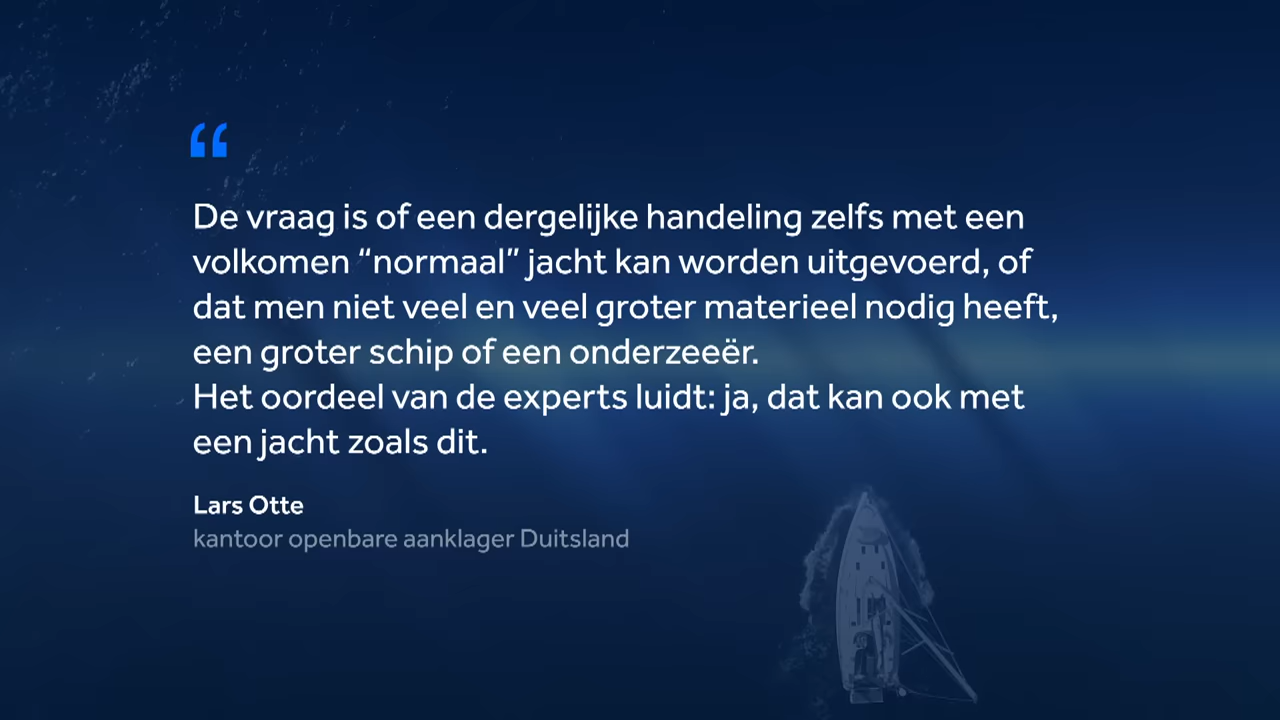 “
De vraag is of een dergelijke handeling zelfs met een
volkomen “normaal” jacht kan worden uitgevoerd, of
dat men niet veel en veel groter materieel nodig heeft,
een groter schip of een onderzeeër.
Het oordeel van de experts luidt: ja, dat kan ook met
een jacht zoals dit.
Lars Otte
kantoor openbare aanklager Duitsland